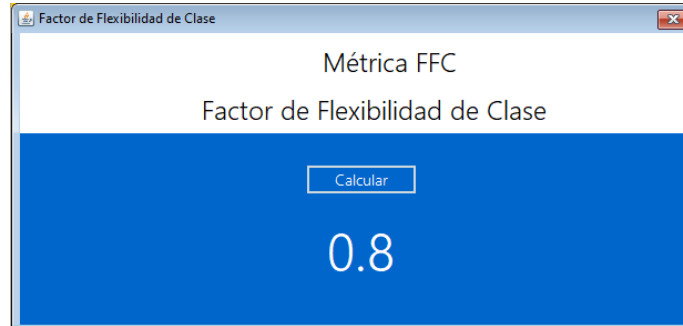 Factor de Flexibilidad de Clase
Métrica FFC
Factor de Flexibilidad de Clase
Calcular
0.8